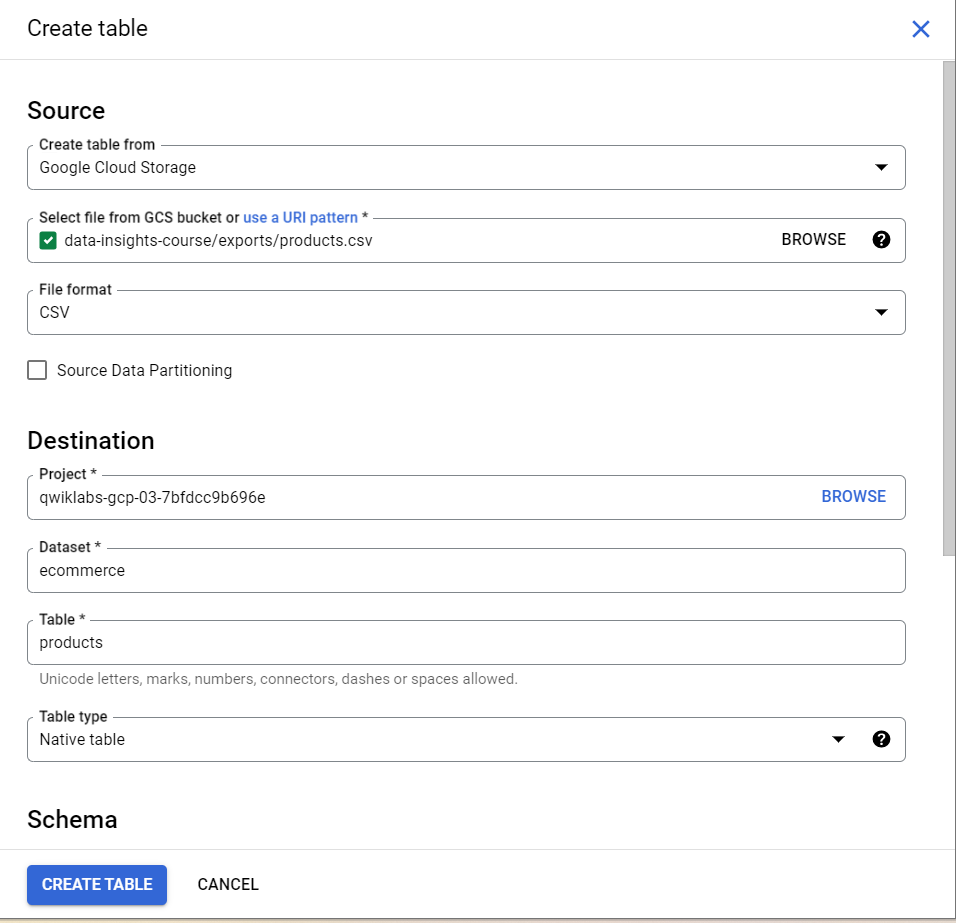 Create table
Source
Create table from
Google Cloud Storage
Select file from GCS bucket or use a URI pattern *
data-insights-course/exports/products.csv BROWSE ?
File format
CSV
Source Data Partitioning
Destination
Project *
qwiklabs-gcp-03-7bfdcc9b696e BROWSE
Dataset *
ecommerce
Table *
products
Unicode letters, marks, numbers, connectors, dashes or spaces allowed.
Table type
Native table ?
Schema
CREATE TABLE CANCEL